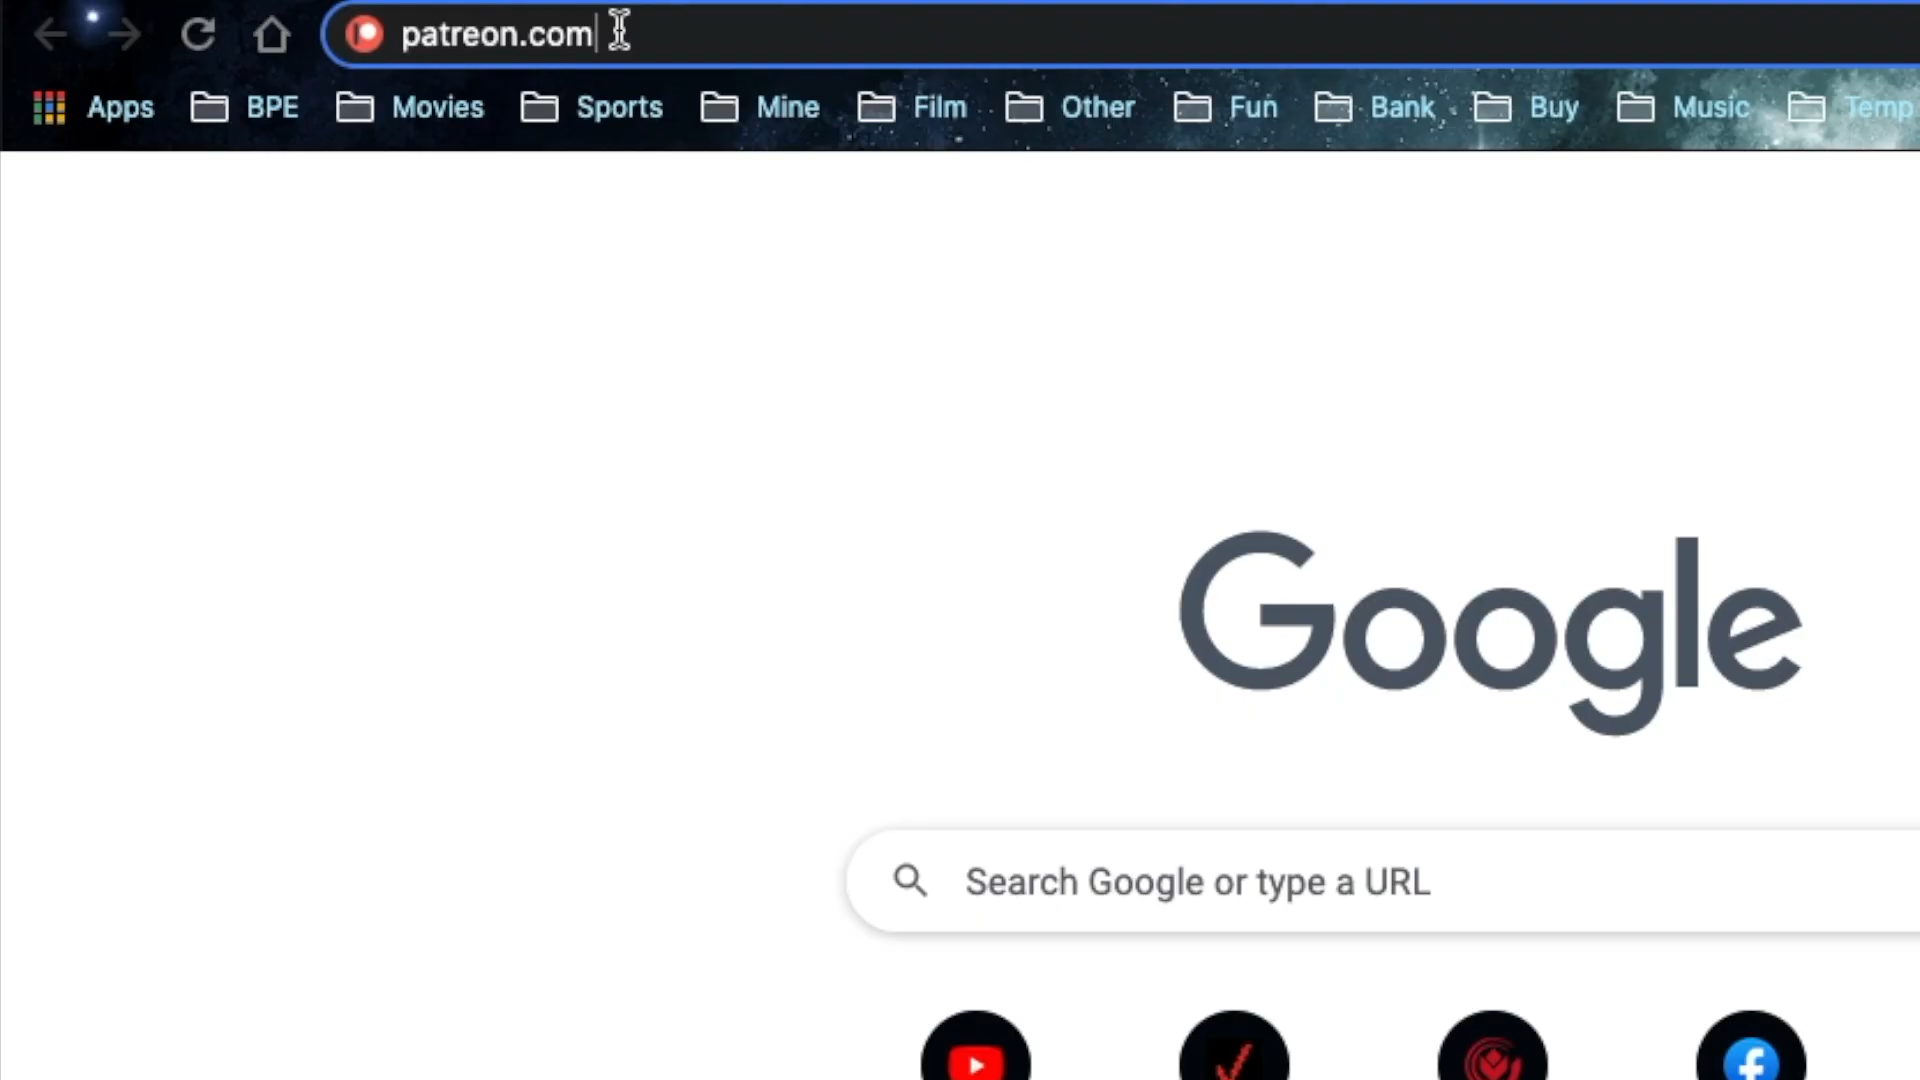 patreon.com
Apps BPE Movies Sports Mine Film Other Fun Bank Buy Music Temp
Google
Search Google or type a URL